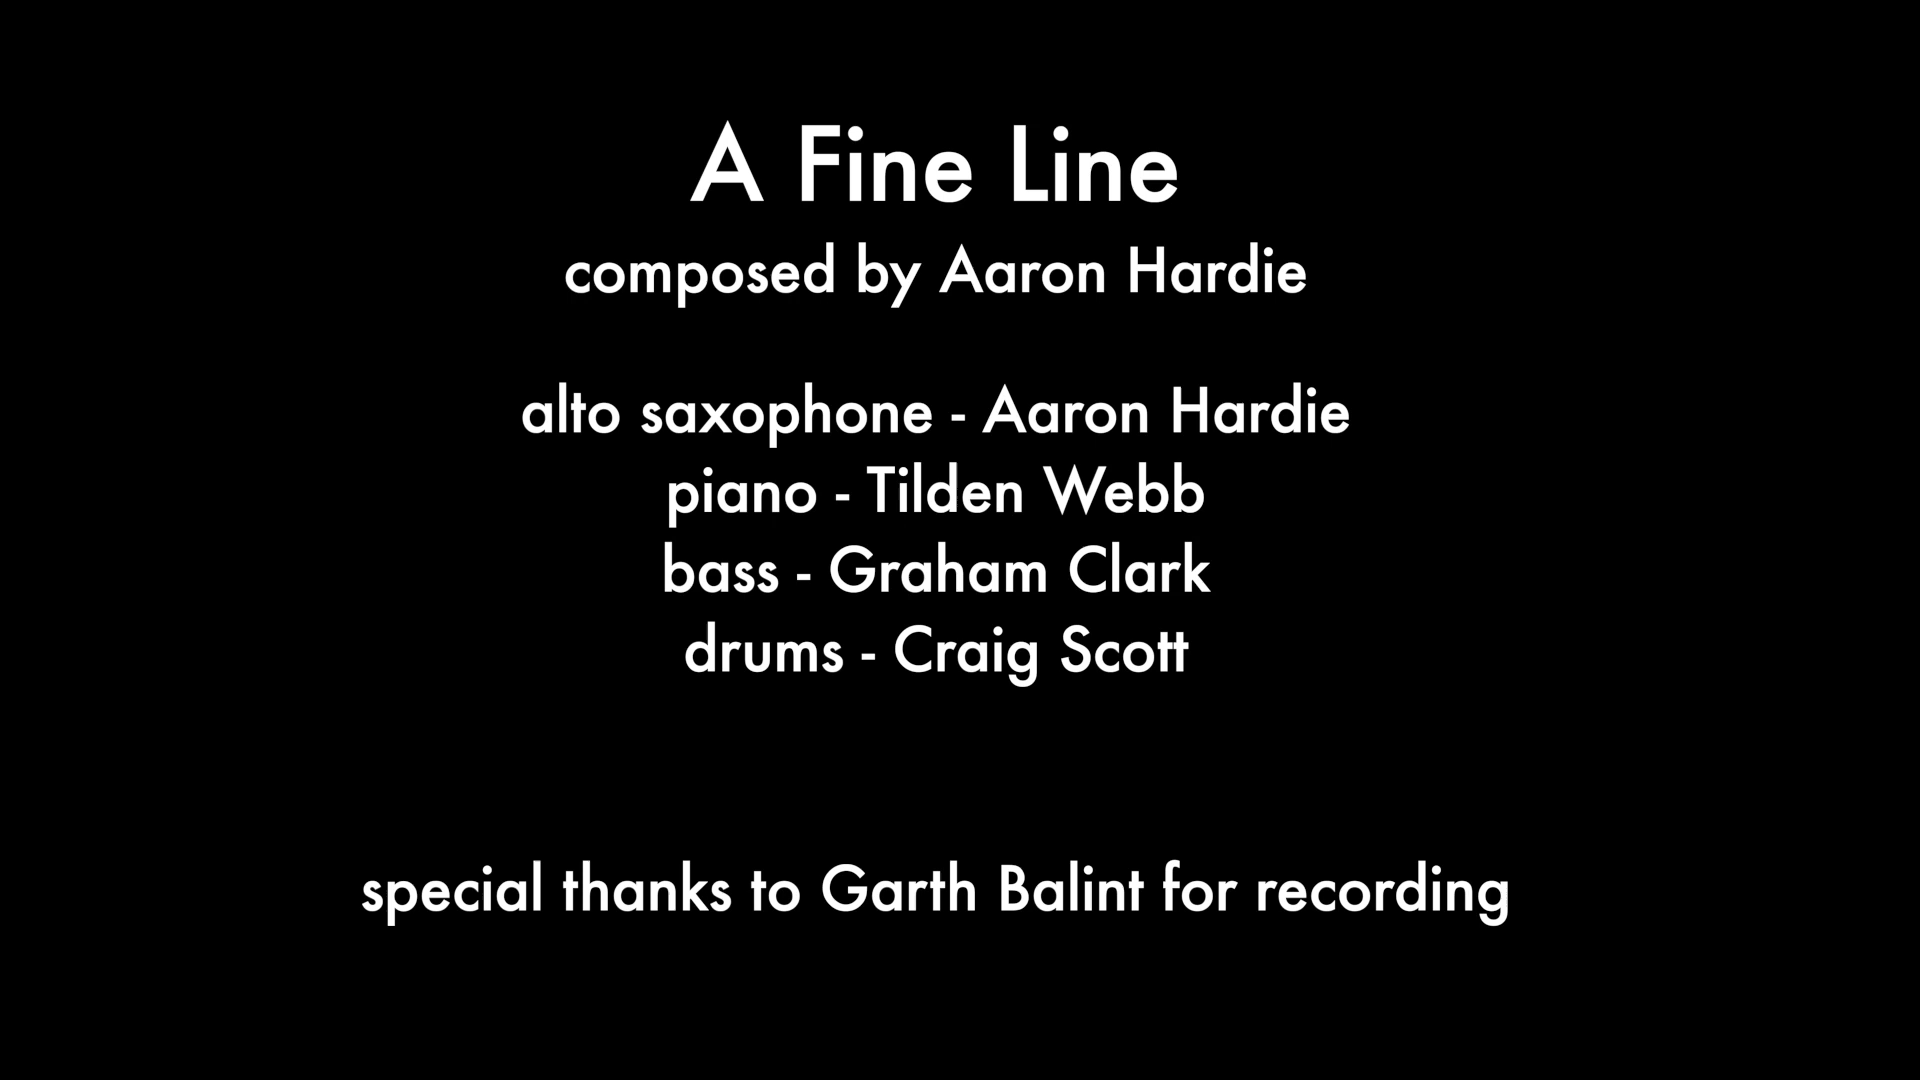 A Fine Line
composed by Aaron Hardie
alto saxophone - Aaron Hardie
piano - Tilden Webb
bass - Graham Clark
drums - Craig Scott
special thanks to Garth Balint for recording